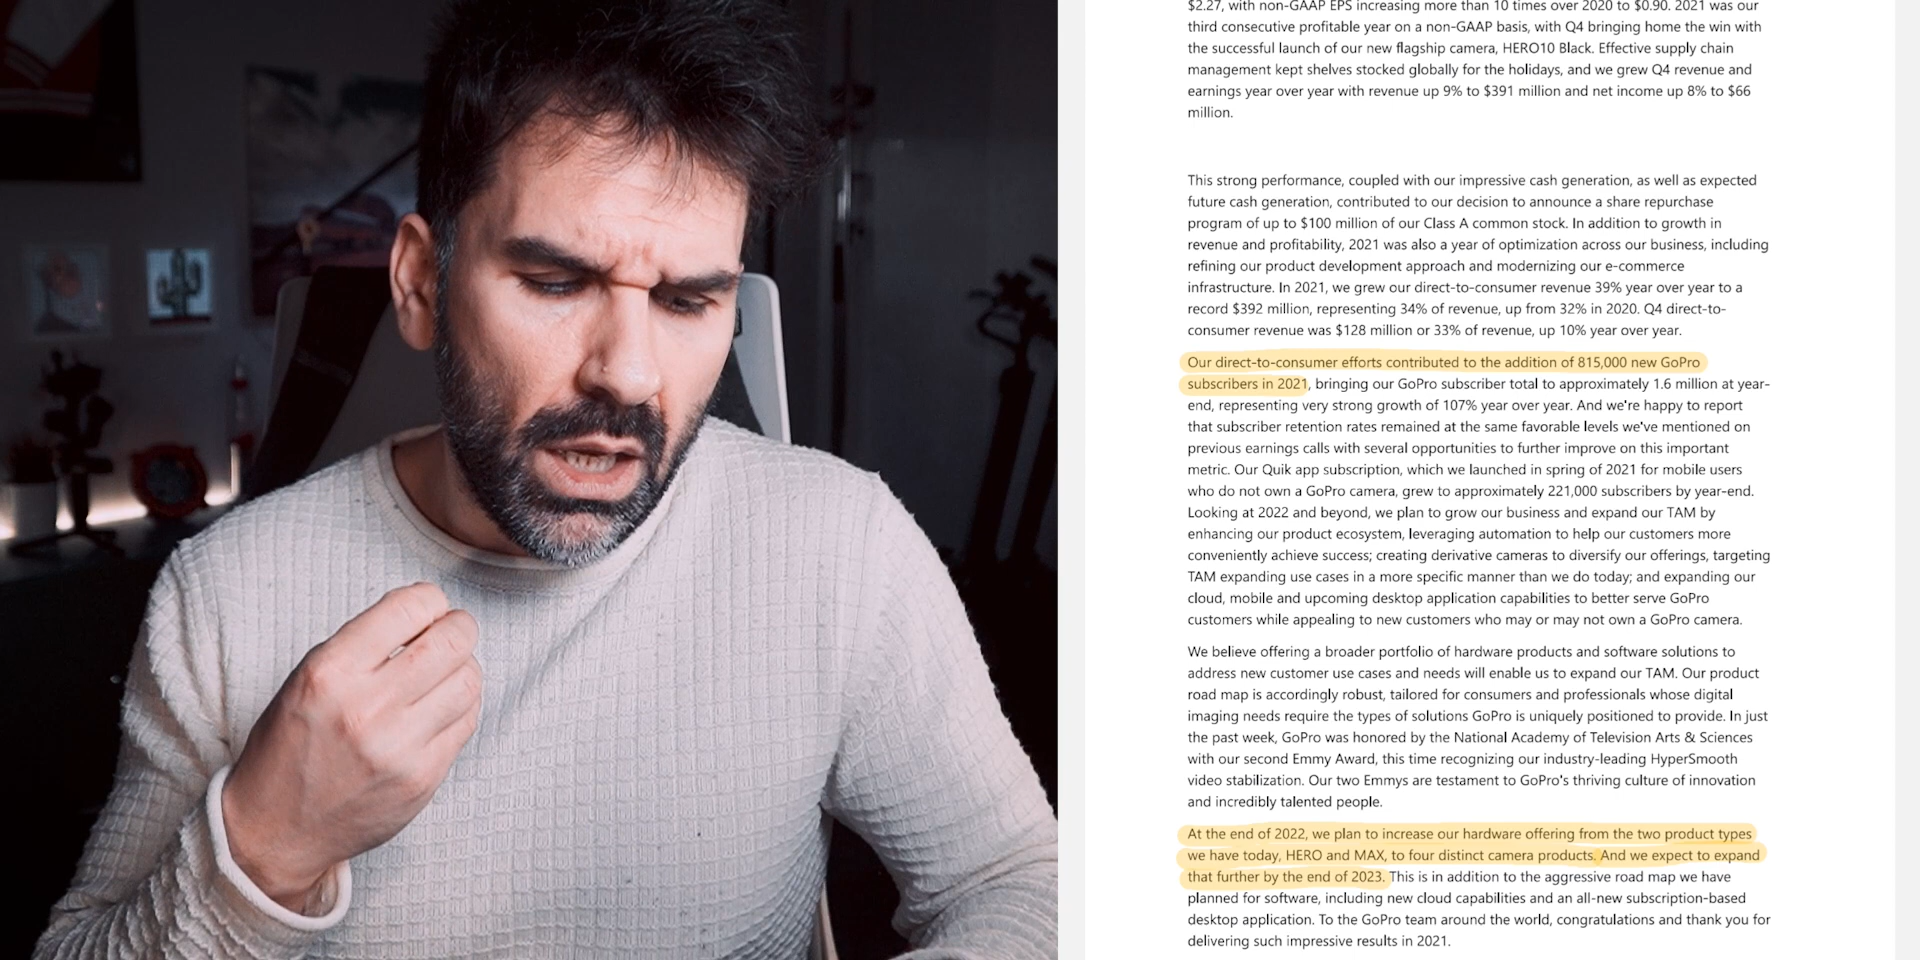 $2.27, with non-GAAP EPS increasing more than 10 times over 2020 to $0.90. 2021 was our
third consecutive profitable year on a non-GAAP basis, with Q4 bringing home the win with
the successful launch of our new flagship camera, HERO10 Black. Effective supply chain
management kept shelves stocked globally for the holidays, and we grew Q4 revenue and
earnings year over year with revenue up 9% to $391 million and net income up 8% to $66
million.
This strong performance, coupled with our impressive cash generation, as well as expected
future cash generation, contributed to our decision to announce a share repurchase
program of up to $100 million of our Class A common stock. In addition to growth in
revenue and profitability, 2021 was also a year of optimization across our business, including
refining our product development approach and modernizing our e-commerce
infrastructure. In 2021, we grew our direct-to-consumer revenue 39% year over year to a
record $392 million, representing 34% of revenue, up from 32% in 2020. Q4 direct-to-
consumer revenue was $128 million or 33% of revenue, up 10% year over year.
Our direct-to-consumer efforts contributed to the addition of 815,000 new GoPro
subscribers in 2021, bringing our GoPro subscriber total to approximately 1.6 million at year-
end, representing very strong growth of 107% year over year. And we're happy to report
that subscriber retention rates remained at the same favorable levels we've mentioned on
previous earnings calls with several opportunities to further improve on this important
metric. Our Quik app subscription, which we launched in spring of 2021 for mobile users
who do not own a GoPro camera, grew to approximately 221,000 subscribers by year-end.
Looking at 2022 and beyond, we plan to grow our business and expand our TAM by
enhancing our product ecosystem, leveraging automation to help our customers more
conveniently achieve success; creating derivative cameras to diversify our offerings, targeting
TAM expanding use cases in a more specific manner than we do today; and expanding our
cloud, mobile and upcoming desktop application capabilities to better serve GoPro
customers while appealing to new customers who may or may not own a GoPro camera.
We believe offering a broader portfolio of hardware products and software solutions to
address new customer use cases and needs will enable us to expand our TAM. Our product
road map is accordingly robust, tailored for consumers and professionals whose digital
imaging needs require the types of solutions GoPro is uniquely positioned to provide. In just
the past week, GoPro was honored by the National Academy of Television Arts & Sciences
with our second Emmy Award, this time recognizing our industry-leading HyperSmooth
video stabilization. Our two Emmys are testament to GoPro's thriving culture of innovation
and incredibly talented people.
At the end of 2022, we plan to increase our hardware offering from the two product types
we have today, HERO and MAX, to four distinct camera products. And we expect to expand
that further by the end of 2023. This is in addition to the aggressive road map we have
planned for software, including new cloud capabilities and an all-new subscription-based
desktop application. To the GoPro team around the world, congratulations and thank you for
delivering such impressive results in 2021.